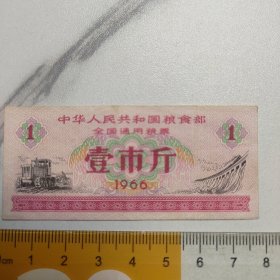 中华人民共和国粮食部
全国通用粮票
1 壹市斤 1
1966
cm 1 2 3 4 5 6 7 8